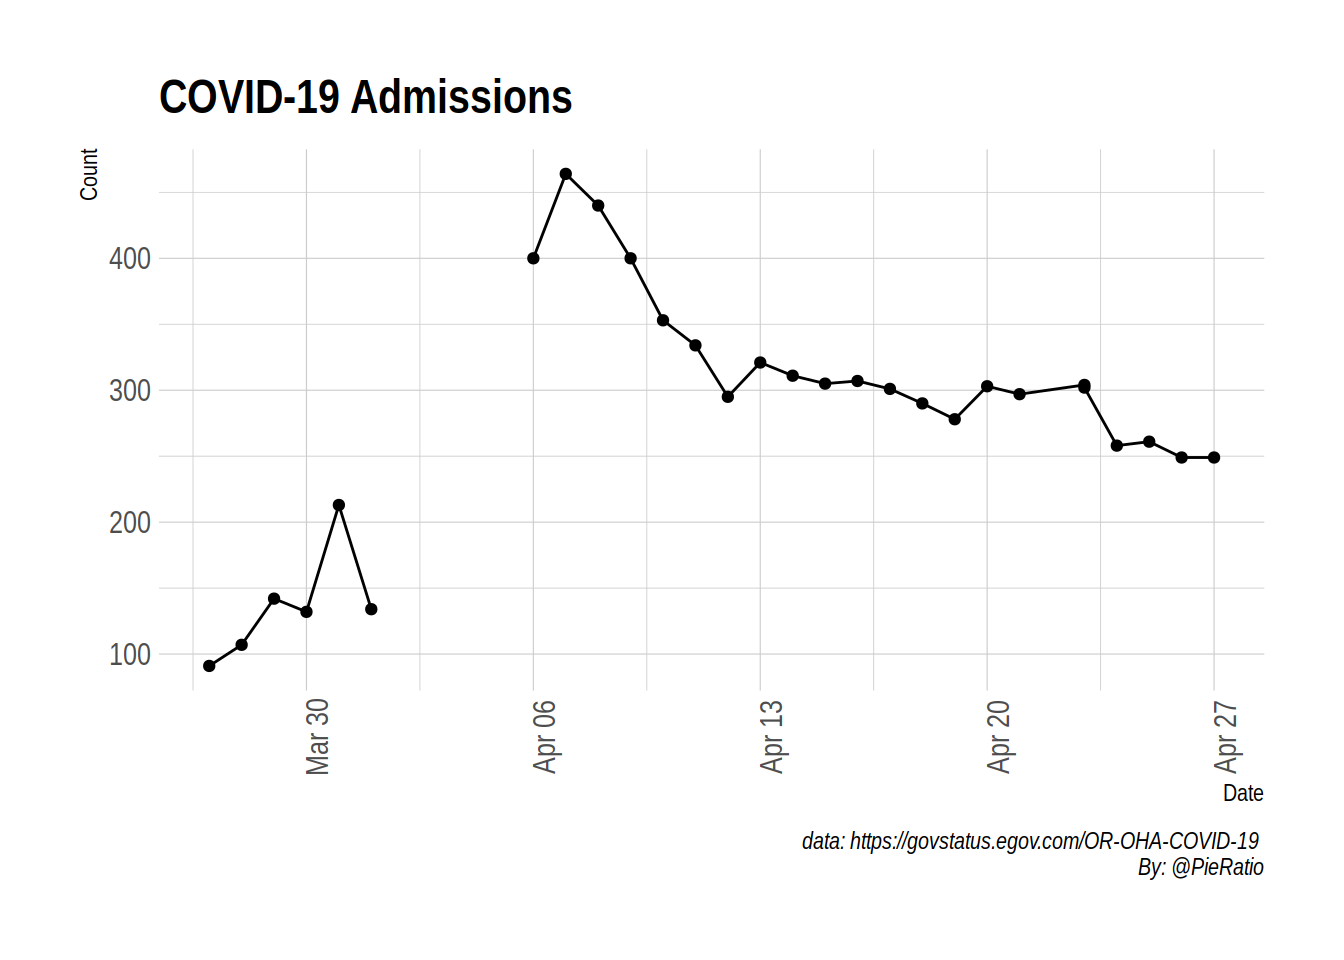 COVID-19 Admissions
Count
400
300
200
100
Mar 30
Apr 06
Apr 13
Apr 20
Apr 27
Date
data: https://govstatus.egov.com/OR-OHA-COVID-19
By: @PieRatio